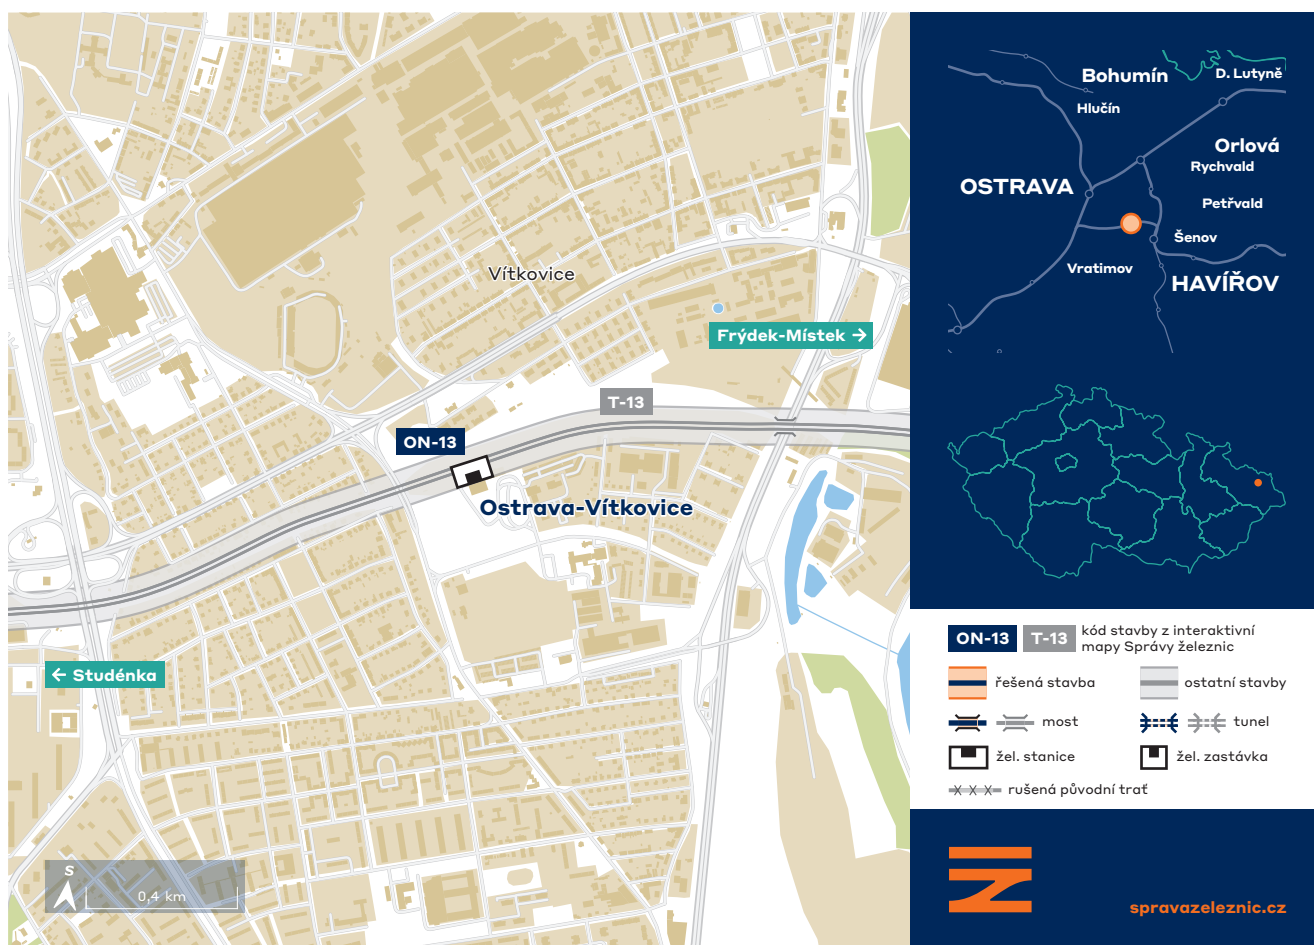 Vítkovice
Frýdek-Místek →
T-13
ON-13
Ostrava-Vítkovice
← Studénka
S
0,4 km
Bohumín
D. Lutyně
Hlučín
Orlová
Rychvald
OSTRAVA
Petřvald
Šenov
Vratimov
HAVÍŘOV
ON-13 T-13 kód stavby z interaktivní
mapy Správy železnic
řešená stavba
ostatní stavby
most
tunel
žel. stanice
žel. zastávka
rušená původní trať
spravazeleznic.cz